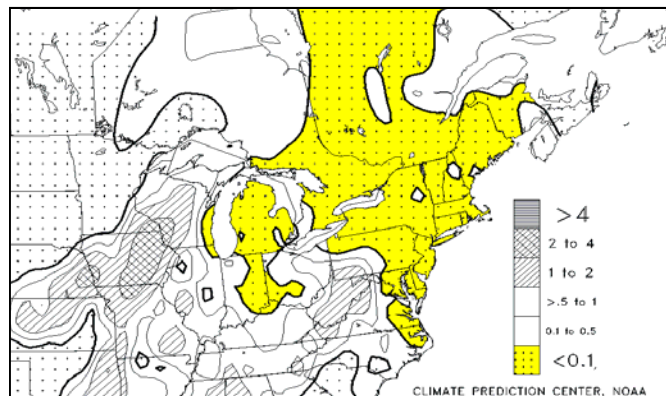 >4
2 to 4
1 to 2
>.5 to 1
0.1 to 0.5
<0.1,
CLIMATE PREDICTION CENTER, NOAA